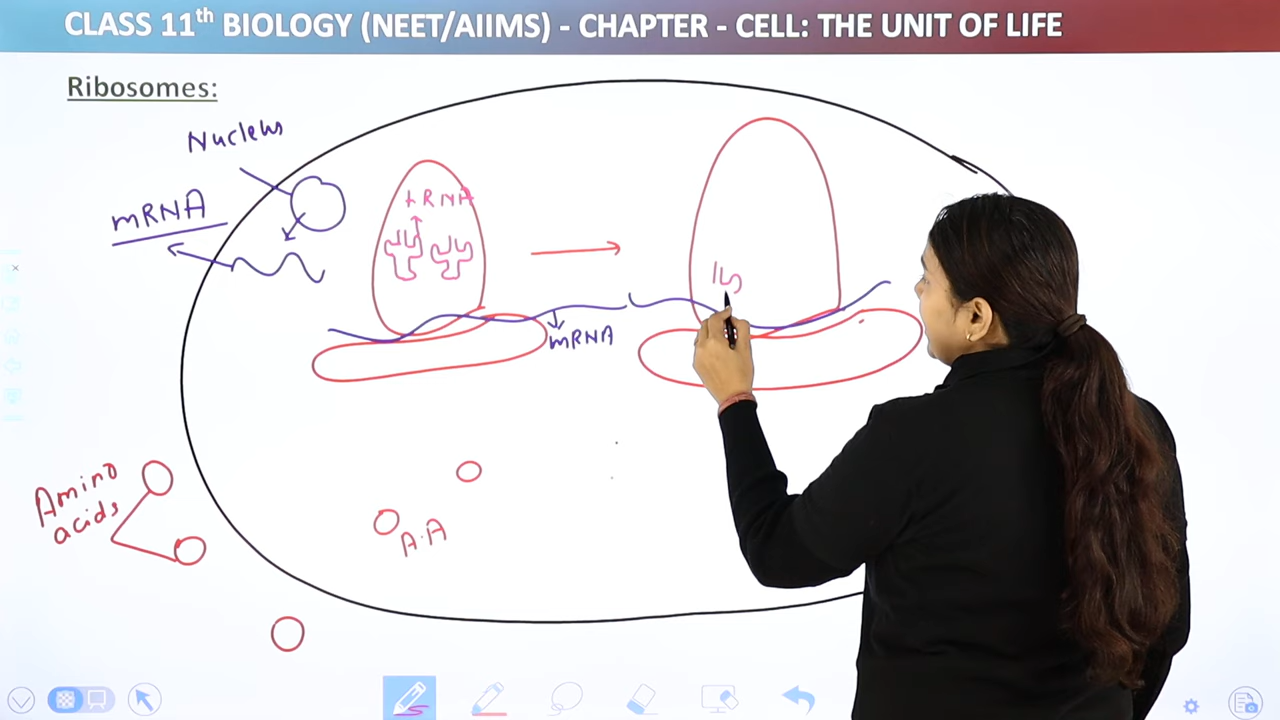 CLASS 11th BIOLOGY (NEET/AIIMS) - CHAPTER - CELL: THE UNIT OF LIFE
Ribosomes:
Nucleus
mRNA
tRNA
mRNA
Amino acids
A.A